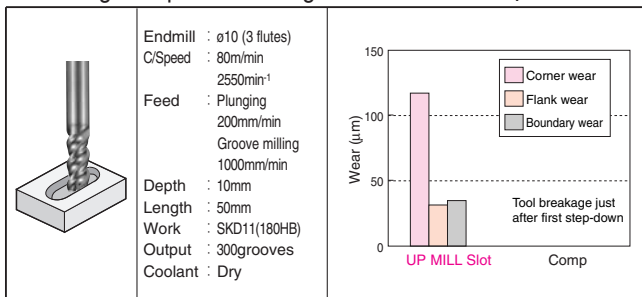 Endmill : ø10 (3 flutes)
C/Speed : 80m/min
2550min⁻¹
Feed : Plunging
200mm/min
Groove milling
1000mm/min
Depth : 10mm
Length : 50mm
Work : SKD11(180HB)
Output : 300grooves
Coolant : Dry
150
100
50
0
Wear (μm)
Corner wear
Flank wear
Boundary wear
Tool breakage just
after first step-down
UP MILL Slot
Comp